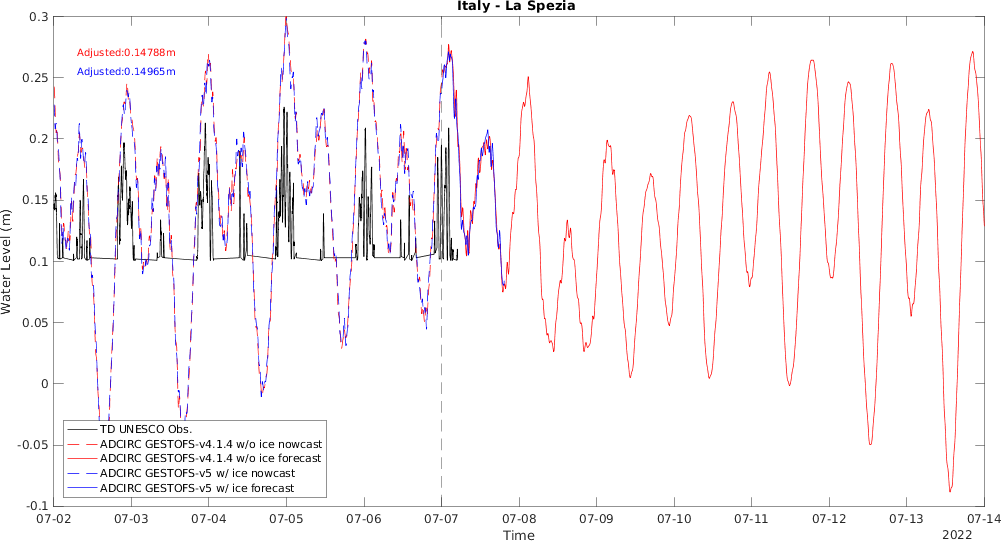 Italy - La Spezia
Adjusted:0.14788m
Adjusted:0.14965m
Water Level (m)
0.3
0.25
0.2
0.15
0.1
0.05
0
-0.05
-0.1
TD UNESCO Obs.
ADCIRC GESTOFS-v4.1.4 w/o ice nowcast
ADCIRC GESTOFS-v4.1.4 w/o ice forecast
ADCIRC GESTOFS-v5 w/ ice nowcast
ADCIRC GESTOFS-v5 w/ ice forecast
07-02 07-03 07-04 07-05 07-06 07-07 07-08 07-09 07-10 07-11 07-12 07-13 07-14
Time
2022